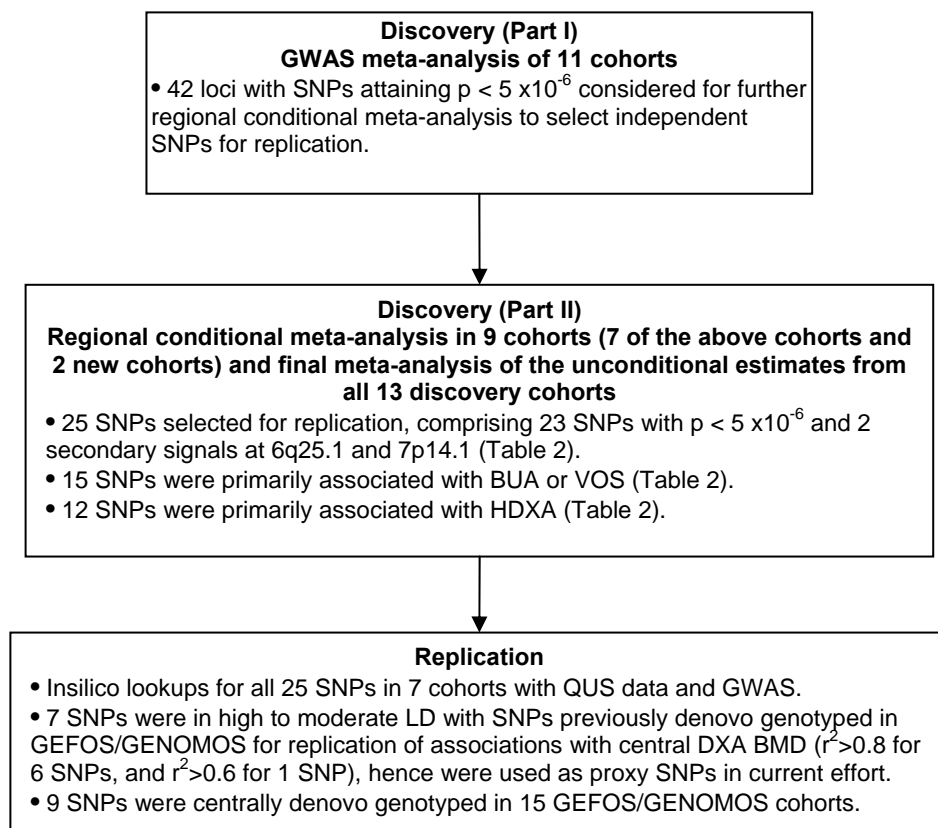 Discovery (Part I)
GWAS meta-analysis of 11 cohorts
• 42 loci with SNPs attaining p < 5 x10⁻⁶ considered for further
regional conditional meta-analysis to select independent
SNPs for replication.
Discovery (Part II)
Regional conditional meta-analysis in 9 cohorts (7 of the above cohorts and
2 new cohorts) and final meta-analysis of the unconditional estimates from
all 13 discovery cohorts
• 25 SNPs selected for replication, comprising 23 SNPs with p < 5 x10⁻⁶ and 2
secondary signals at 6q25.1 and 7p14.1 (Table 2).
• 15 SNPs were primarily associated with BUA or VOS (Table 2).
• 12 SNPs were primarily associated with HDXA (Table 2).
Replication
• Insilico lookups for all 25 SNPs in 7 cohorts with QUS data and GWAS.
• 7 SNPs were in high to moderate LD with SNPs previously denovo genotyped in
GEFOS/GENOMOS for replication of associations with central DXA BMD (r²>0.8 for
6 SNPs, and r²>0.6 for 1 SNP), hence were used as proxy SNPs in current effort.
• 9 SNPs were centrally denovo genotyped in 15 GEFOS/GENOMOS cohorts.